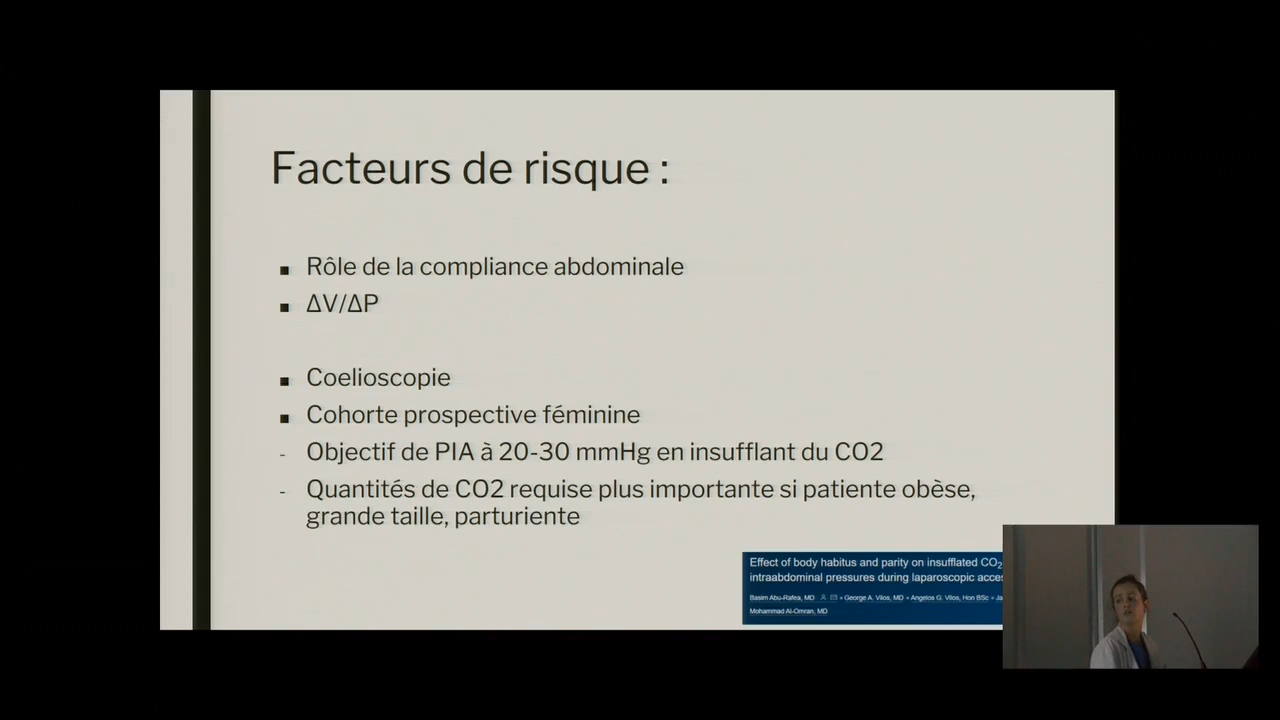 Facteurs de risque :
Rôle de la compliance abdominale
ΔV/ΔP
Coelioscopie
Cohorte prospective féminine
- Objectif de PIA à 20-30 mmHg en insufflant du CO2
- Quantités de CO2 requise plus importante si patiente obèse,
grande taille, parturiente
Effect of body habitus and parity on insufflated CO2
intraabdominal pressures during laparoscopic
Basim Abu-Rafea, MD • George A. Vilos, MD • Angelos G. Vilos, Hon BSc •
Mohammad Al-Omran, MD